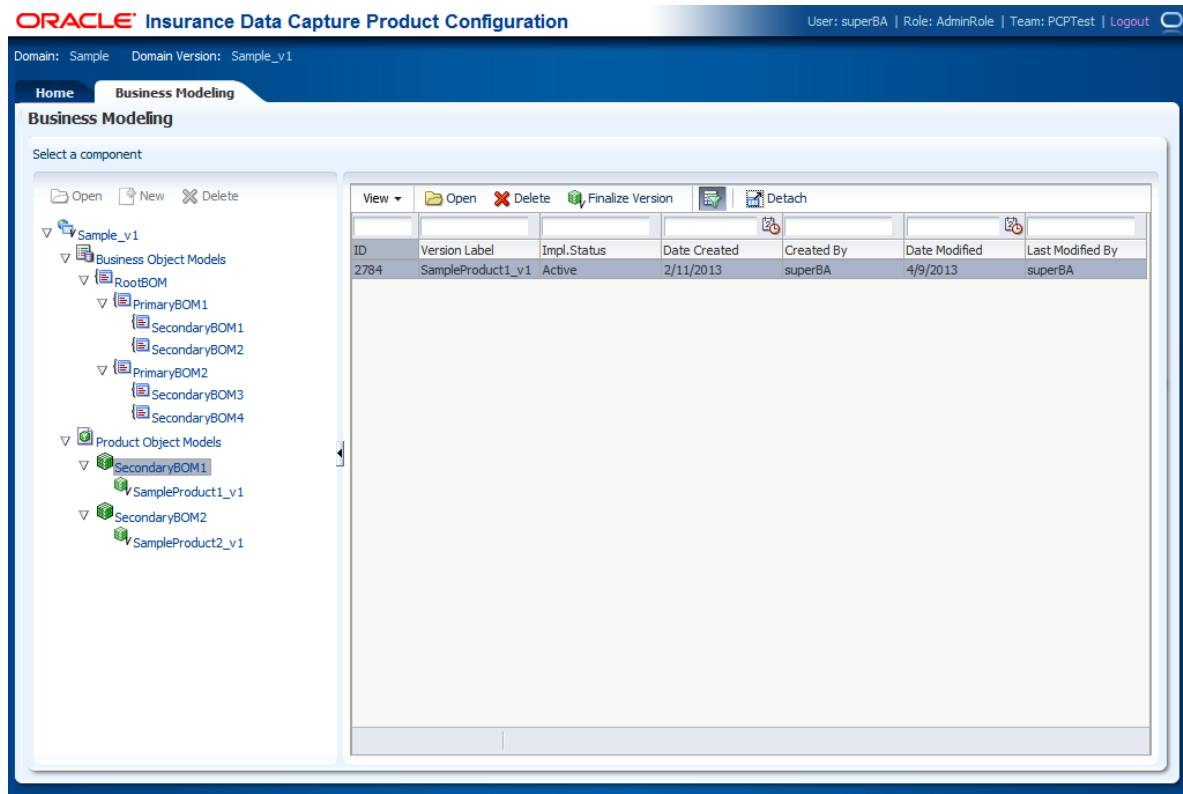 ORACLE Insurance Data Capture Product Configuration
User: superBA | Role: AdminRole | Team: PCPTest | Logout
Domain: Sample Domain Version: Sample_v1
Home Business Modeling
Business Modeling
Select a component
Open New Delete
Sample_v1
Business Object Models
RootBOM
PrimaryBOM1
SecondaryBOM1
SecondaryBOM2
PrimaryBOM2
SecondaryBOM3
SecondaryBOM4
Product Object Models
SecondaryBOM1
SampleProduct1_v1
SecondaryBOM2
SampleProduct2_v1
View Open Delete Finalize Version Detach
ID Version Label Impl.Status Date Created Created By Date Modified Last Modified By
2784 SampleProduct1_v1 Active 2/11/2013 superBA 4/9/2013 superBA